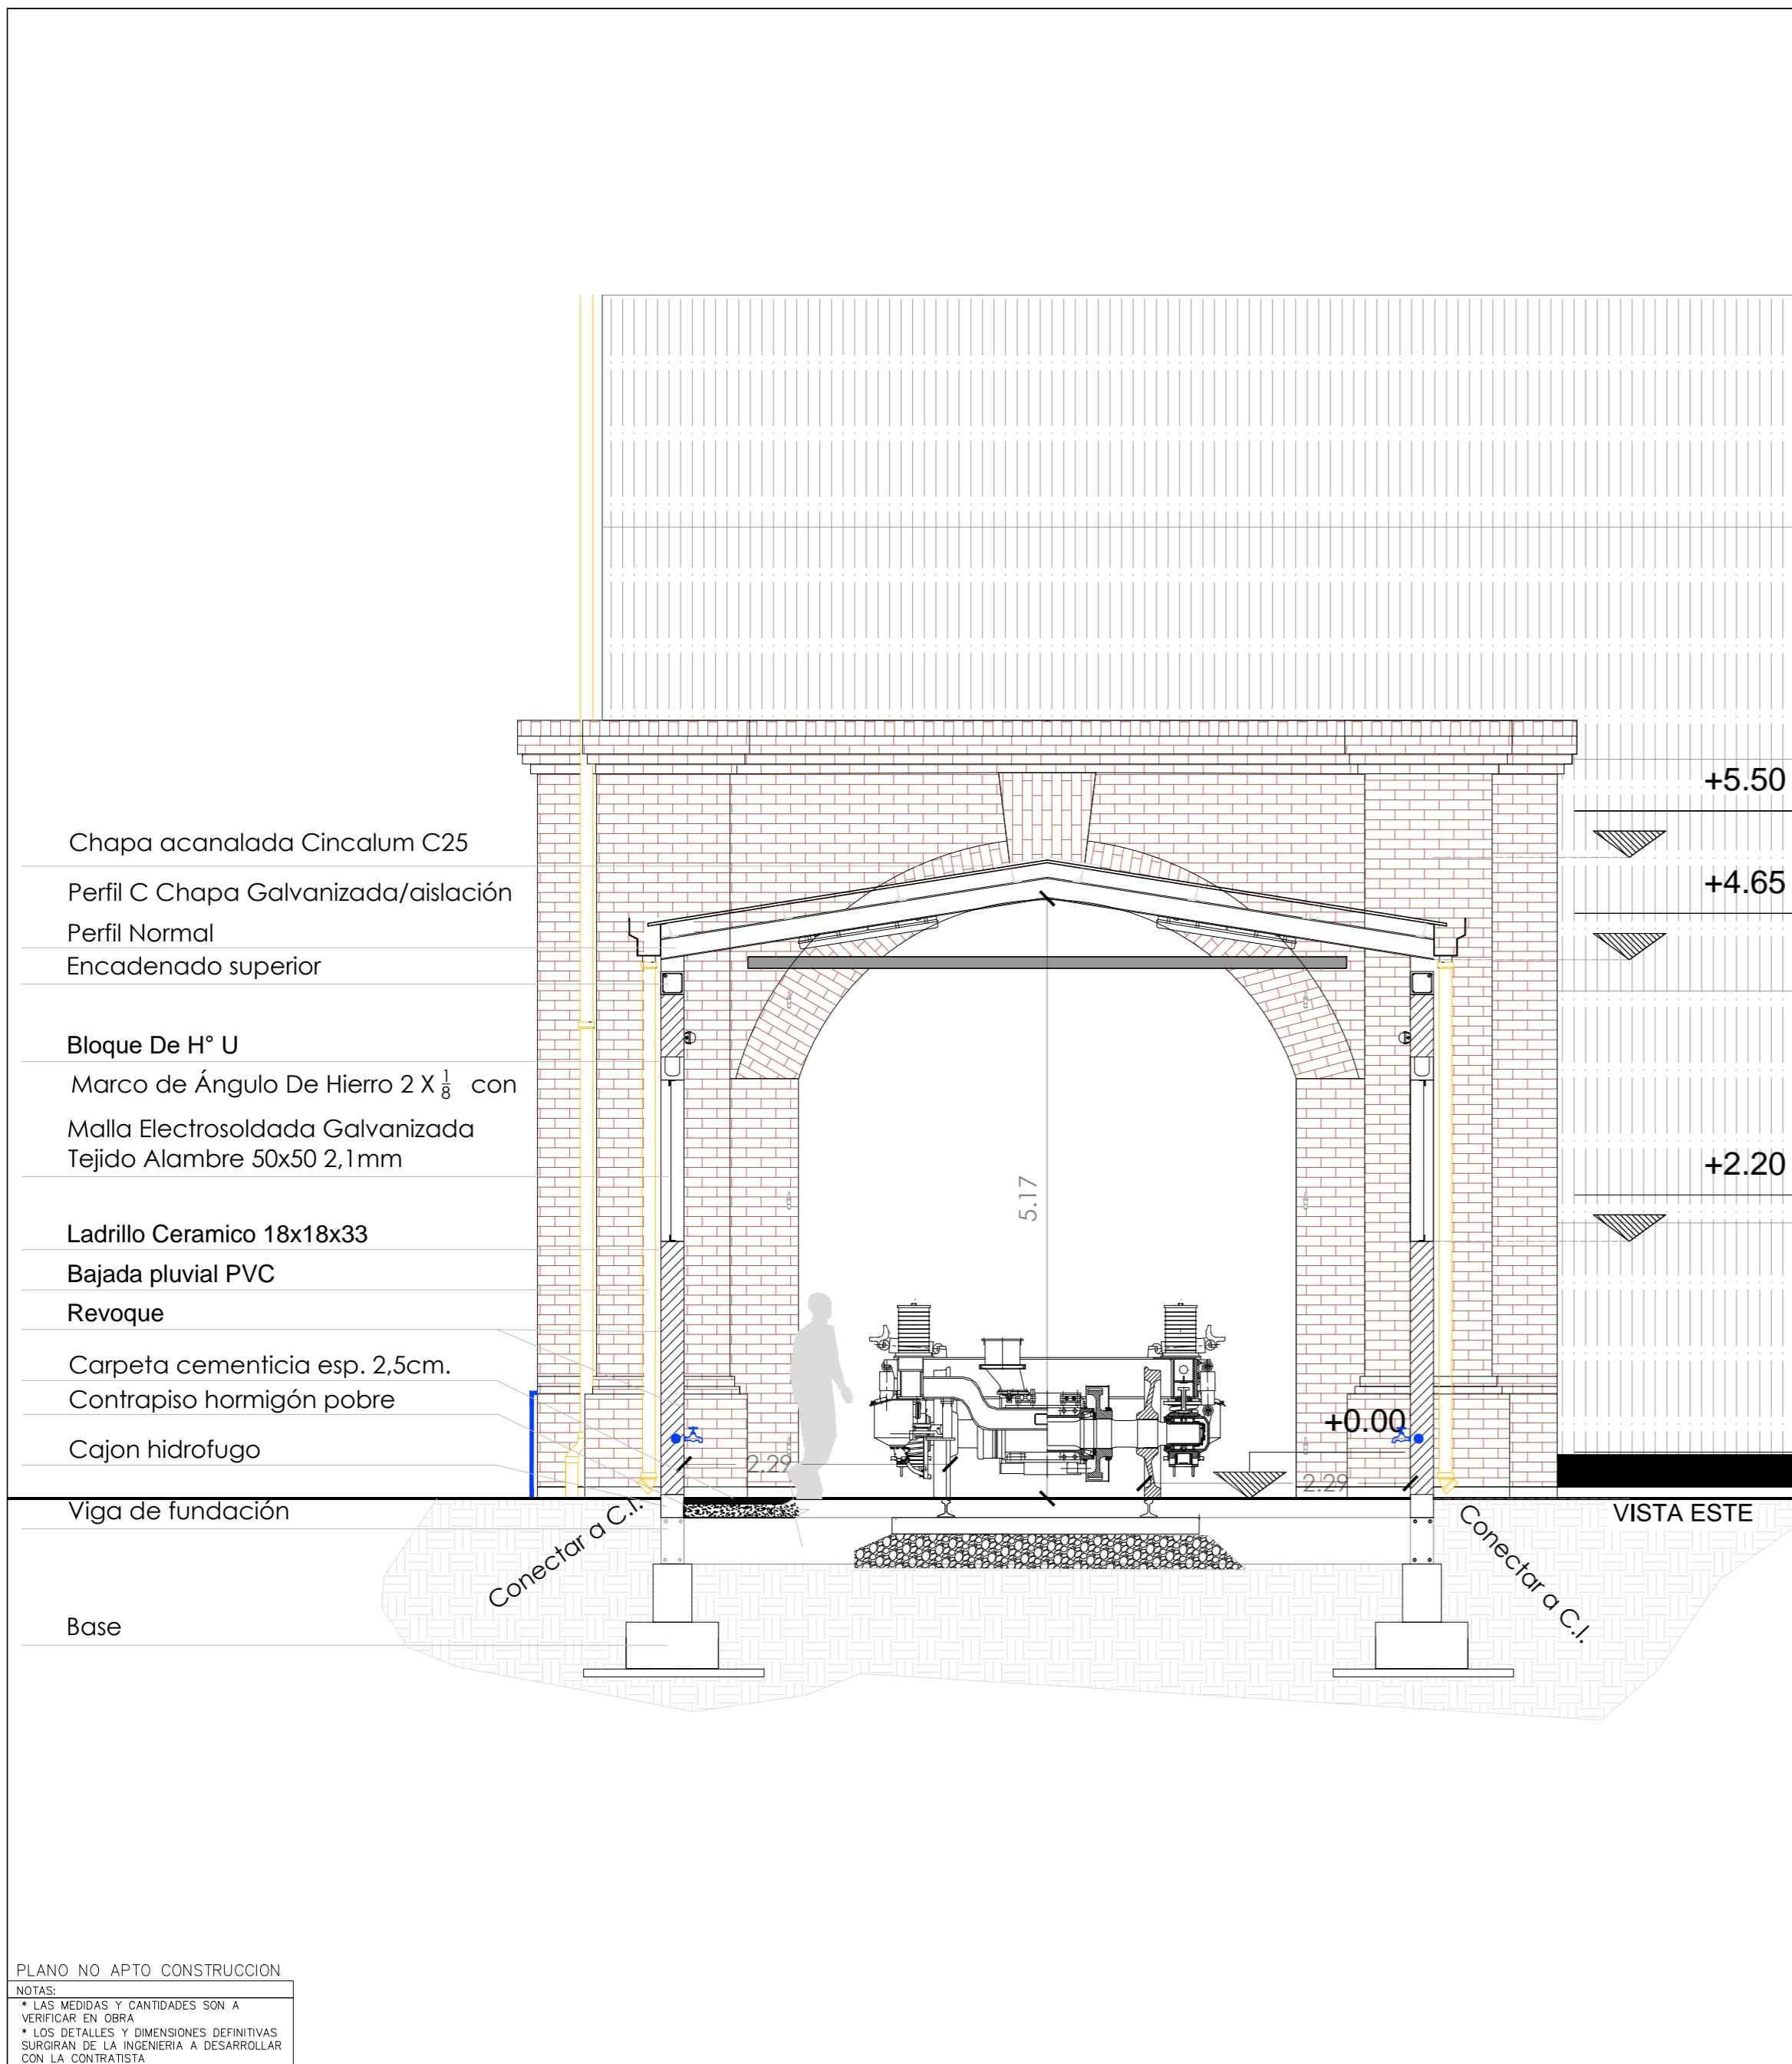 +5.50
Chapa acanalada Cincalum C25
+4.65
Perfil C Chapa Galvanizada/aislación
Perfil Normal
Encadenado superior
Bloque De H° U
Marco de Ángulo De Hierro 2 X 1/8 con
Malla Electrosoldada Galvanizada
Tejido Alambre 50x50 2,1mm
+2.20
5.17
Ladrillo Ceramico 18x18x33
Bajada pluvial PVC
Revoque
Carpeta cementicia esp. 2,5cm.
Contrapiso hormigón pobre
+0.00
Cajon hidrofugo
2.29
2.29
Viga de fundación
VISTA ESTE
Conectar a C.I.
Conectar a C.I.
Base
PLANO NO APTO CONSTRUCCION
NOTAS:
* LAS MEDIDAS Y CANTIDADES SON A
VERIFICAR EN OBRA
* LOS DETALLES Y DIMENSIONES DEFINITIVAS
SURGIRAN DE LA INGENIERIA A DESARROLLAR
CON LA CONTRATISTA